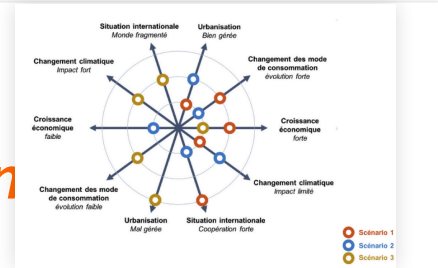 Situation internationale
Monde fragmenté
Urbanisation
Bien gérée
Changement climatique
Impact fort
Changement des mode
de consommation
évolution forte
Croissance
économique
faible
Croissance
économique
forte
Changement des mode
de consommation
évolution faible
Changement climatique
Impact limité
Urbanisation
Mal gérée
Situation internationale
Coopération forte
Scénario 1
Scénario 2
Scénario 3